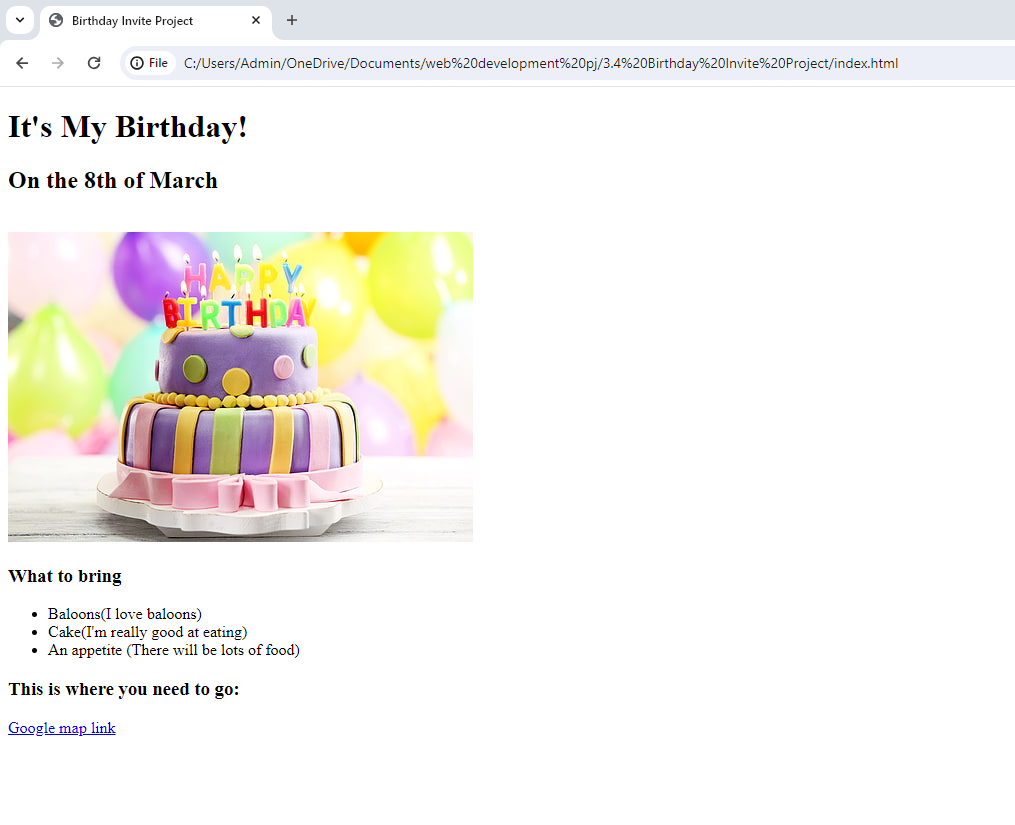 Birthday Invite Project
File
C:/Users/Admin/OneDrive/Documents/web%20development%20pj/3.4%20Birthday%20Invite%20Project/index.html
It's My Birthday!
On the 8th of March
HAPPY
BIRTHDAY
What to bring
Baloons(I love baloons)
Cake(I'm really good at eating)
An appetite (There will be lots of food)
This is where you need to go:
Google map link